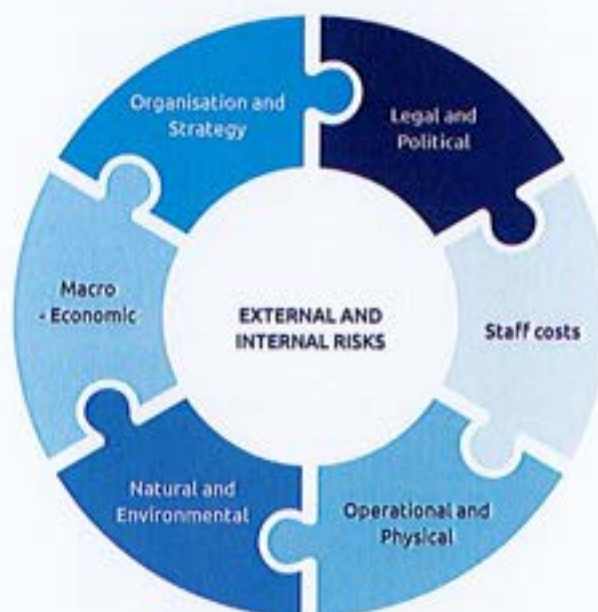 Organisation and
Strategy
Legal and
Political
Macro
- Economic
EXTERNAL AND
INTERNAL RISKS
Staff costs
Natural and
Environmental
Operational and
Physical